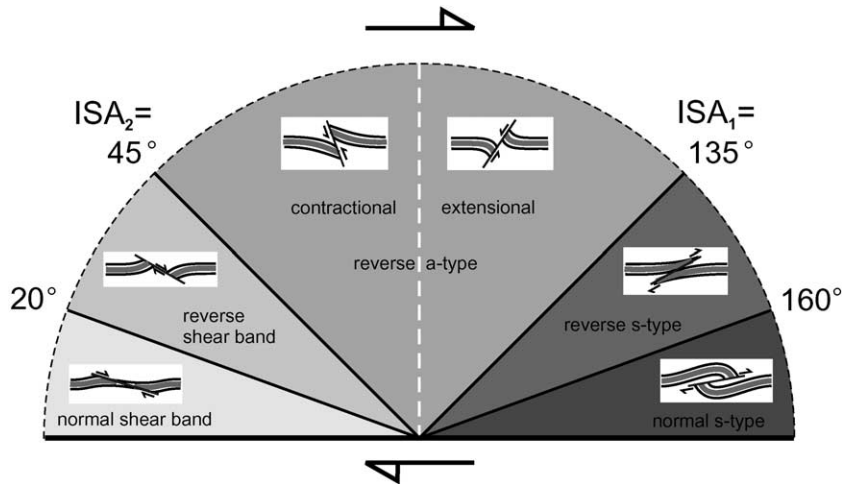 ISA2=
45°
ISA1=
135°
contractional
extensional
reverse a-type
20°
160°
reverse
shear band
reverse s-type
normal shear band
normal s-type